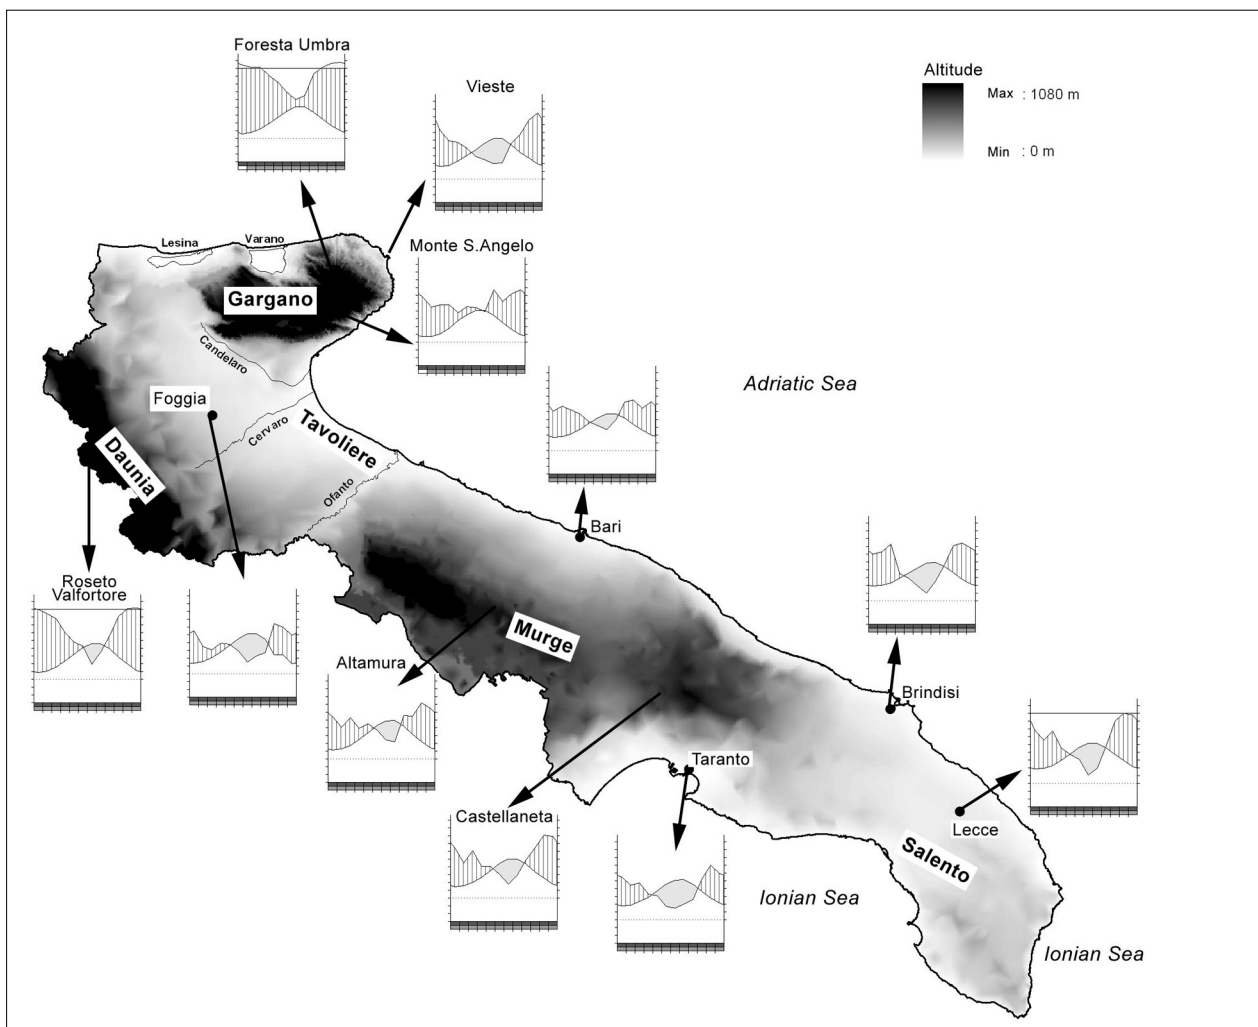 Foresta Umbra
Vieste
Altitude
Max : 1080 m
Min : 0 m
Lesina
Varano
Monte S.Angelo
Gargano
Candelaro
Adriatic Sea
Foggia
Cervaro
Tavoliere
Daunia
Ofanto
Bari
Roseto
Valfortore
Murge
Altamura
Brindisi
Taranto
Castellaneta
Lecce
Salento
Ionian Sea
Ionian Sea